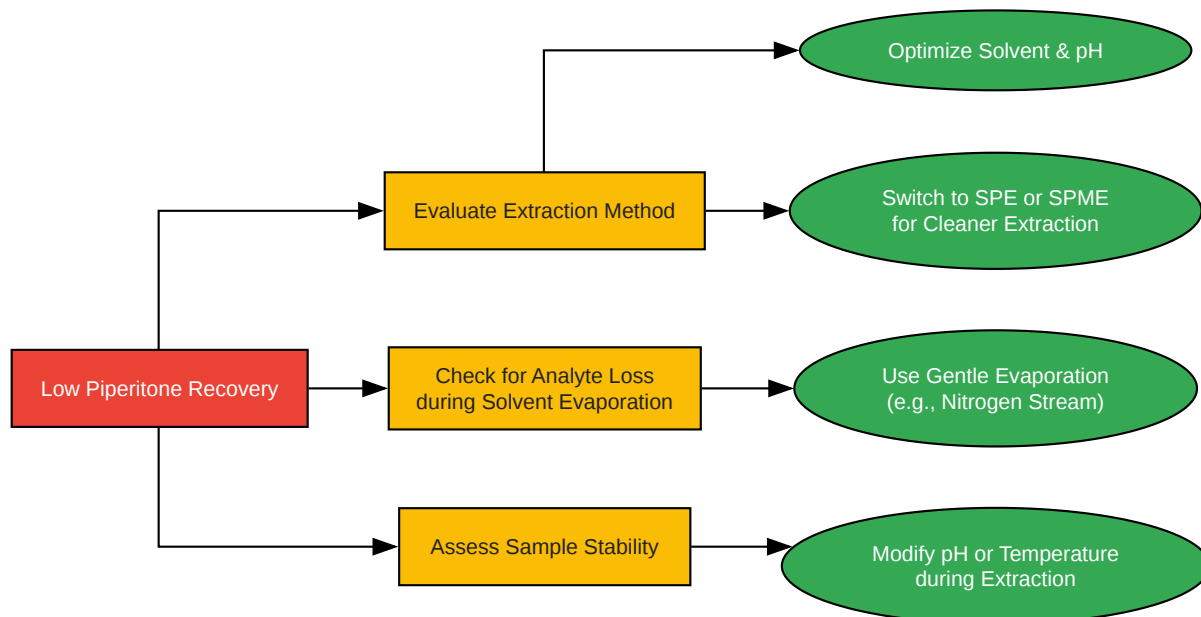 Optimize Solvent & pH
Evaluate Extraction Method
Switch to SPE or SPME
for Cleaner Extraction
Low Piperitone Recovery
Check for Analyte Loss
during Solvent Evaporation
Use Gentle Evaporation
(e.g., Nitrogen Stream)
Assess Sample Stability
Modify pH or Temperature
during Extraction